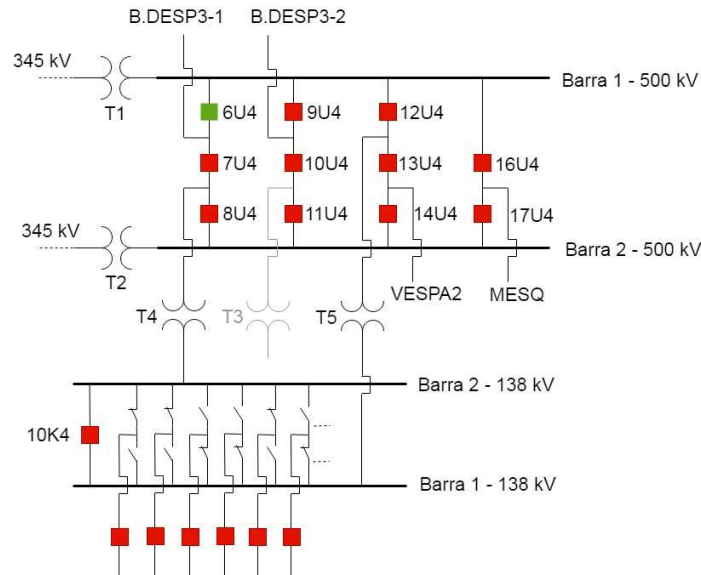 B.DESP3-1 B.DESP3-2
345 kV
T1
Barra 1 - 500 kV
6U4 9U4 12U4
7U4 10U4 13U4 16U4
8U4 11U4 14U4 17U4
345 kV
T2
Barra 2 - 500 kV
VESPA2 MESQ
T4 T3 T5
Barra 2 - 138 kV
10K4
Barra 1 - 138 kV